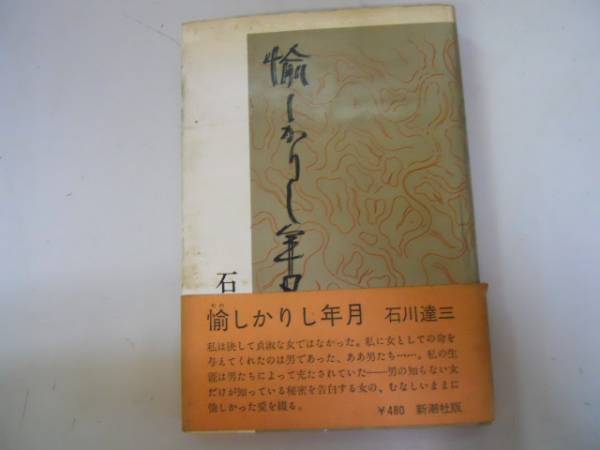 愉しかりし年月
石
愉しかりし年月 石川達三
私は決して貞淑な女ではなかった。私に女としての命を
与えてくれたのは男であった、ああ男たち……。私の生
涯は男たちによって充たされていた──男の知らない女
だけが知っている秘密を告白する女の、むなしいままに
愉しかった愛を綴る。
¥480 新潮社版